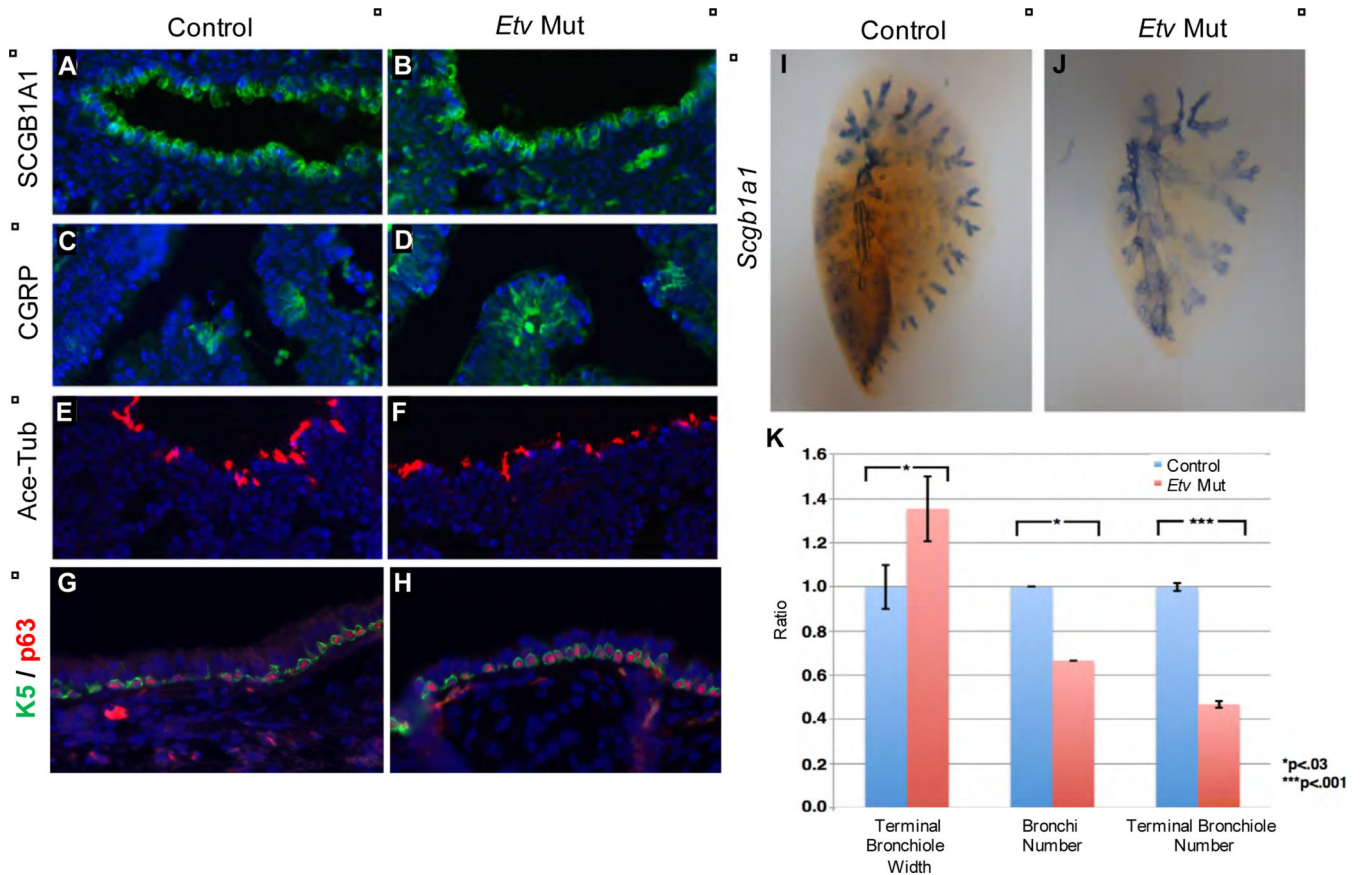 Control
Etv Mut
Control
Etv Mut
SCGB1A1
A
B
CGRP
C
D
Ace-Tub
E
F
K5 / p63
G
H
Scgb1a1
I
J
K
1.6
1.4
1.2
1.0
0.8
0.6
0.4
0.2
0.0
Ratio
Control
Etv Mut
*
*
***
*p<.03
***p<.001
Terminal
Bronchiole
Width
Bronchi
Number
Terminal Bronchiole
Number